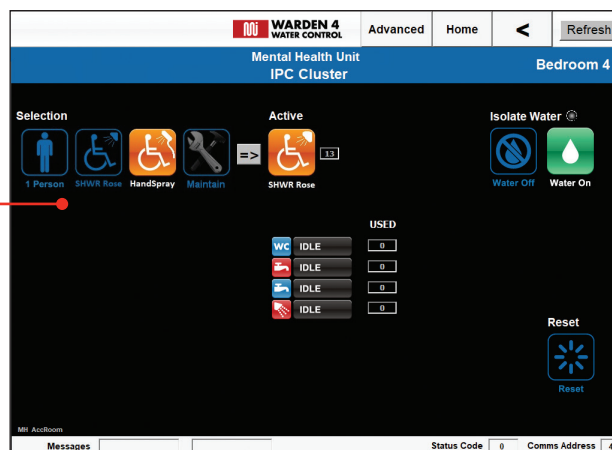 Mi WARDEN 4 WATER CONTROL Advanced Home < Refresh
Mental Health Unit
IPC Cluster
Bedroom 4
Selection Active Isolate Water
1 Person SHWR Rose HandSpray Maintain => SHWR Rose 13 Water Off Water On
USED
WC IDLE 0
IDLE 0
IDLE 0
IDLE 0
Reset
Reset
MH AccRoom
Messages Status Code 0 Comms Address 4